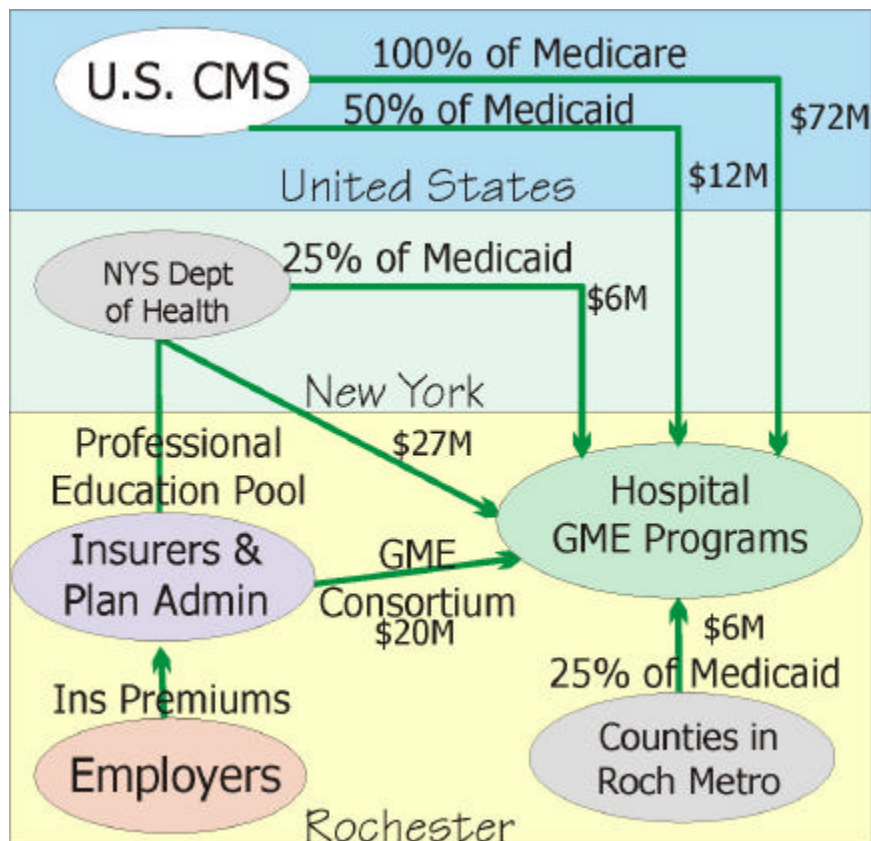 U.S. CMS
100% of Medicare
50% of Medicaid
$72M
$12M
United States
NYS Dept
of Health
25% of Medicaid
$6M
New York
Professional
Education Pool
$27M
Hospital
GME Programs
Insurers &
Plan Admin
GME
Consortium
$20M
$6M
25% of Medicaid
Ins Premiums
Employers
Counties in
Roch Metro
Rochester